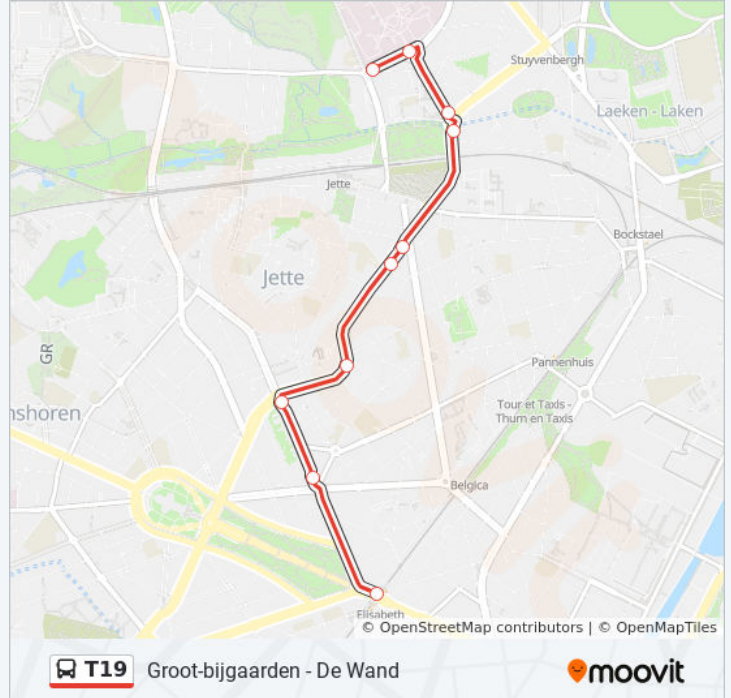 Stuyvenbergh
Laeken - Laken
Jette
Bockstael
Jette
GR
Pannenhuis
nshoren
Tour et Taxis -
Thurn en Taxis
Belgica
Elisabeth
© OpenStreetMap contributors | © OpenMapTiles
T19 Groot-bijgaarden - De Wand
moovit